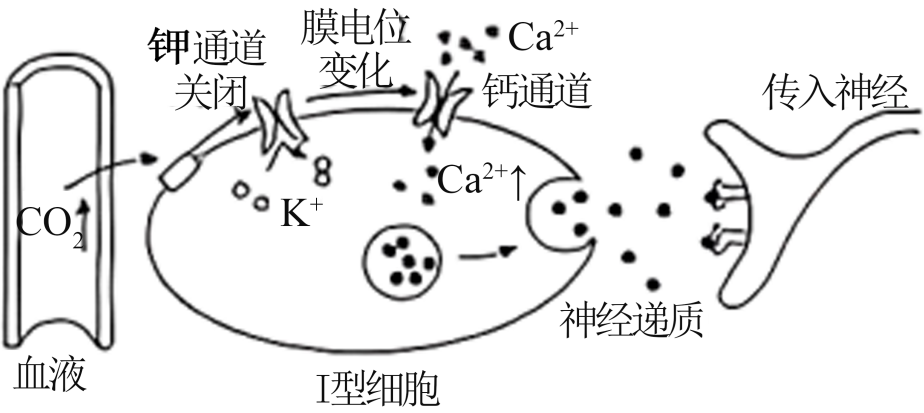 钾通道
关闭
膜电位
变化
Ca²⁺
钙通道
传入神经
CO₂
K⁺
Ca²⁺↑
神经递质
血液
I型细胞